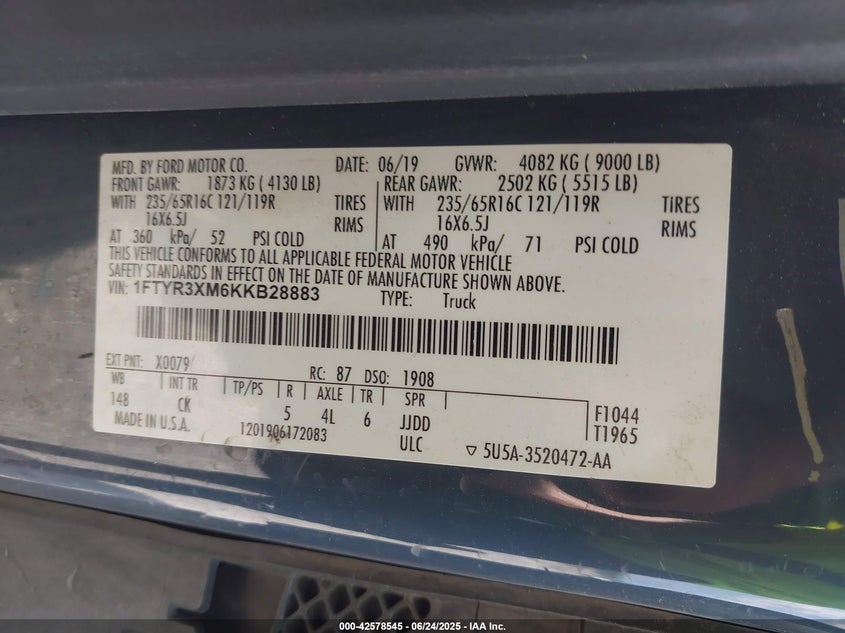 MFD. BY FORD MOTOR CO. DATE: 06/19 GVWR: 4082 KG ( 9000 LB)
FRONT GAWR: 1873 KG ( 4130 LB) REAR GAWR: 2502 KG ( 5515 LB)
WITH 235/65R16C 121/119R TIRES WITH 235/65R16C 121/119R TIRES
16X6.5J RIMS 16X6.5J RIMS
AT 360 kPa/ 52 PSI COLD AT 490 kPa/ 71 PSI COLD
THIS VEHICLE CONFORMS TO ALL APPLICABLE FEDERAL MOTOR VEHICLE
SAFETY STANDARDS IN EFFECT ON THE DATE OF MANUFACTURE SHOWN ABOVE.
VIN: 1FTYR3XM6KKB28883 TYPE: Truck
EXT PNT: X0079/ RC: 87 DSO: 1908
WB INT TR TP/PS R AXLE TR SPR
148 CK 5 4L 6 JJDD F1044
MADE IN U.S.A. 1201906172083 ULC T1965
▽ 5U5A-3520472-AA
000-42578545 - 06/24/2025 - IAA Inc.